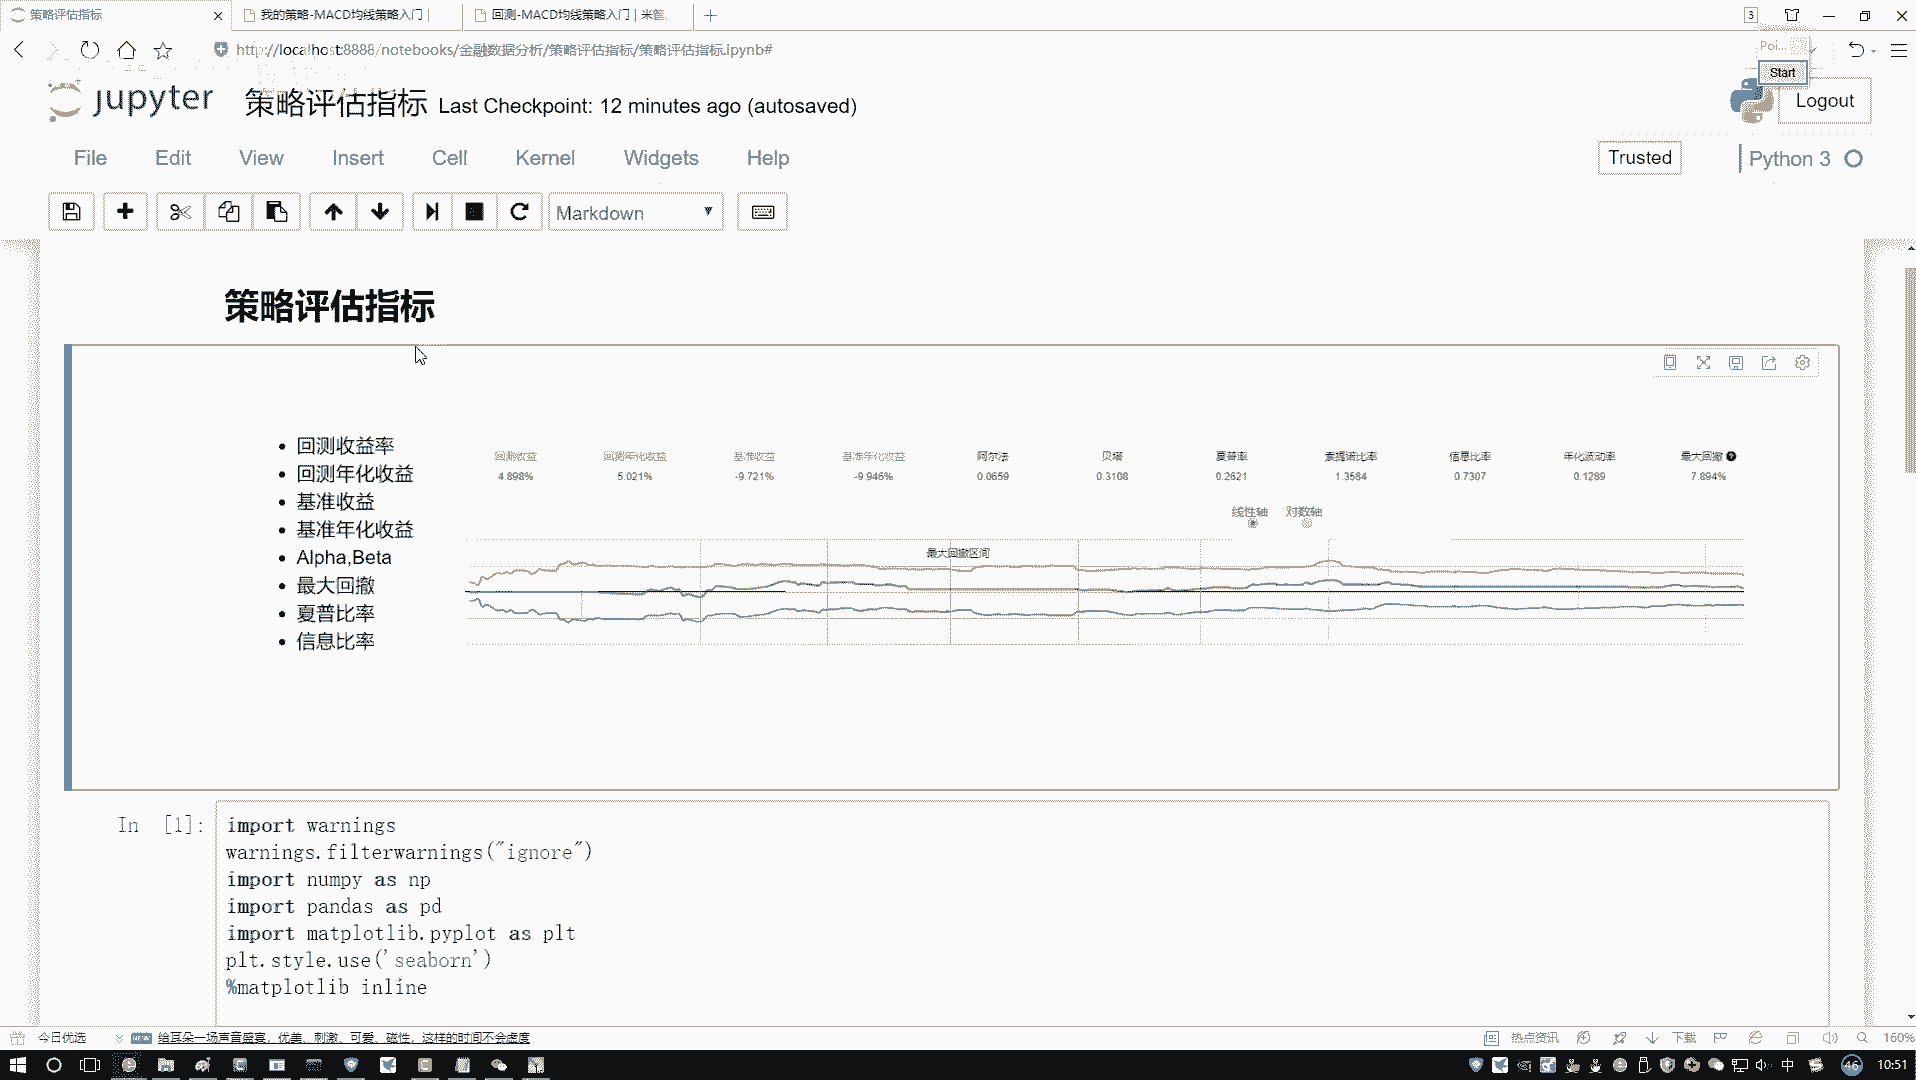 策略评估指标
我的策略-MACD均线策略入门 |
回测-MACD均线策略入门 | 米筐
3
http://localhost:8888/notebooks/金融数据分析/策略评估指标/策略评估指标.ipynb#
Poi...
Start
jupyter
策略评估指标 Last Checkpoint: 12 minutes ago (autosaved)
Logout
File Edit View Insert Cell Kernel Widgets Help
Trusted
Python 3
Markdown
策略评估指标
• 回测收益率
• 回测年化收益
• 基准收益
• 基准年化收益
• Alpha,Beta
• 最大回撤
• 夏普比率
• 信息比率
回测收益 回测年化收益 基准收益 基准年化收益 阿尔法 贝塔 夏普率 索提诺比率 信息比率 年化波动率 最大回撤
4.898% 5.021% -9.721% -9.946% 0.0659 0.3108 0.2621 1.3584 0.7307 0.1289 7.894%
线性轴 对数轴
最大回撤区间
In [1]:
import warnings
warnings.filterwarnings("ignore")
import numpy as np
import pandas as pd
import matplotlib.pyplot as plt
plt.style.use('seaborn')
%matplotlib inline
今日优选
NEW 给耳朵一场声音盛宴，优美、刺激、可爱、磁性，这样的时间不会虚度
热点资讯
下载
160%
中
46
10:51